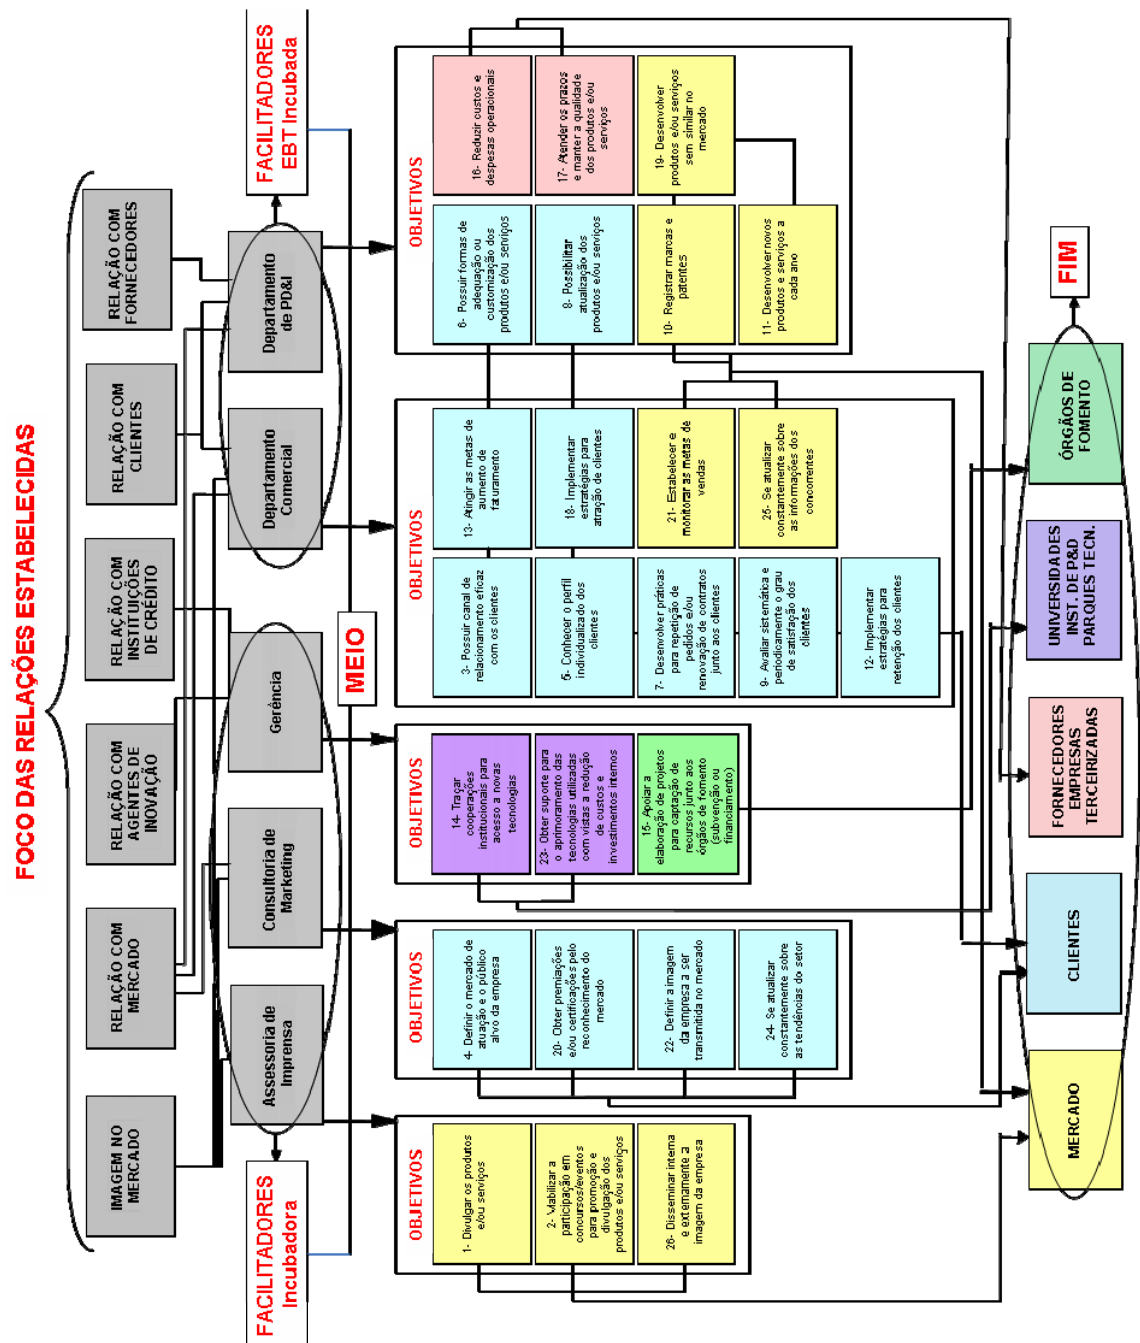 FOCO DAS RELAÇÕES ESTABELECIDAS
IMAGEM NO
MERCADO
RELAÇÃO COM
MERCADO
RELAÇÃO COM
AGENTES DE
INOVAÇÃO
RELAÇÃO COM
INSTITUIÇÕES
DE CRÉDITO
RELAÇÃO COM
CLIENTES
RELAÇÃO COM
FORNECEDORES
FACILITADORES
Incubadora
Assessoria de
Imprensa
Consultoria de
Marketing
Gerência
Departamento
Comercial
Departamento
de PD&I
FACILITADORES
EBT Incubada
MEIO
OBJETIVOS
1- Divulgar os produtos
e/ou serviços
2- Viabilizar a
participação em
concursos/eventos
para promoção e
divulgação dos
produtos e/ou serviços
26- Disseminar interna
e externamente a
imagem da empresa
OBJETIVOS
4- Definir o mercado de
atuação e o público
alvo da empresa
20- Obter premiações
e/ou certificações pelo
reconhecimento do
mercado
22- Definir a imagem
da empresa a ser
transmitida no mercado
24- Se atualizar
constantemente sobre
as tendências do setor
OBJETIVOS
14- Traçar
cooperações
institucionais para
acesso a novas
tecnologias
23- Obter suporte para
o aprimoramento das
tecnologias utilizadas
com vistas a redução
de custos e
investimentos internos
15- Apoiar a
elaboração de projetos
para captação de
recursos junto aos
órgãos de fomento
(subvenção ou
financiamento)
OBJETIVOS
3- Possuir canal de
relacionamento eficaz
com os clientes
13- Atingir as metas de
aumento de
faturamento
5- Conhecer o perfil
individualizado dos
clientes
18- Implementar
estratégias para
atração de clientes
7- Desenvolver práticas
para repetição de
pedidos e/ou
renovação de contratos
junto aos clientes
21- Estabelecer e
monitorar as metas de
vendas
9- Avaliar sistemática e
periodicamente o grau
de satisfação dos
clientes
25- Se atualizar
constantemente sobre
as informações dos
concorrentes
12- Implementar
estratégias para
retenção dos clientes
OBJETIVOS
6- Possuir formas de
adequação ou
customização dos
produtos e/ou serviços
16- Reduzir custos e
despesas operacionais
8- Possibilitar
atualização dos
produtos e/ou serviços
17- Atender os prazos
e manter a qualidade
dos produtos e/ou
serviços
10- Registrar marcas e
patentes
19- Desenvolver
produtos e/ou serviços
sem similar no
mercado
11- Desenvolver novos
produtos e serviços a
cada ano
MERCADO
CLIENTES
FORNECEDORES
EMPRESAS
TERCEIRIZADAS
UNIVERSIDADES
INST. DE P&D
PARQUES TECN.
ÓRGÃOS DE
FOMENTO
FIM